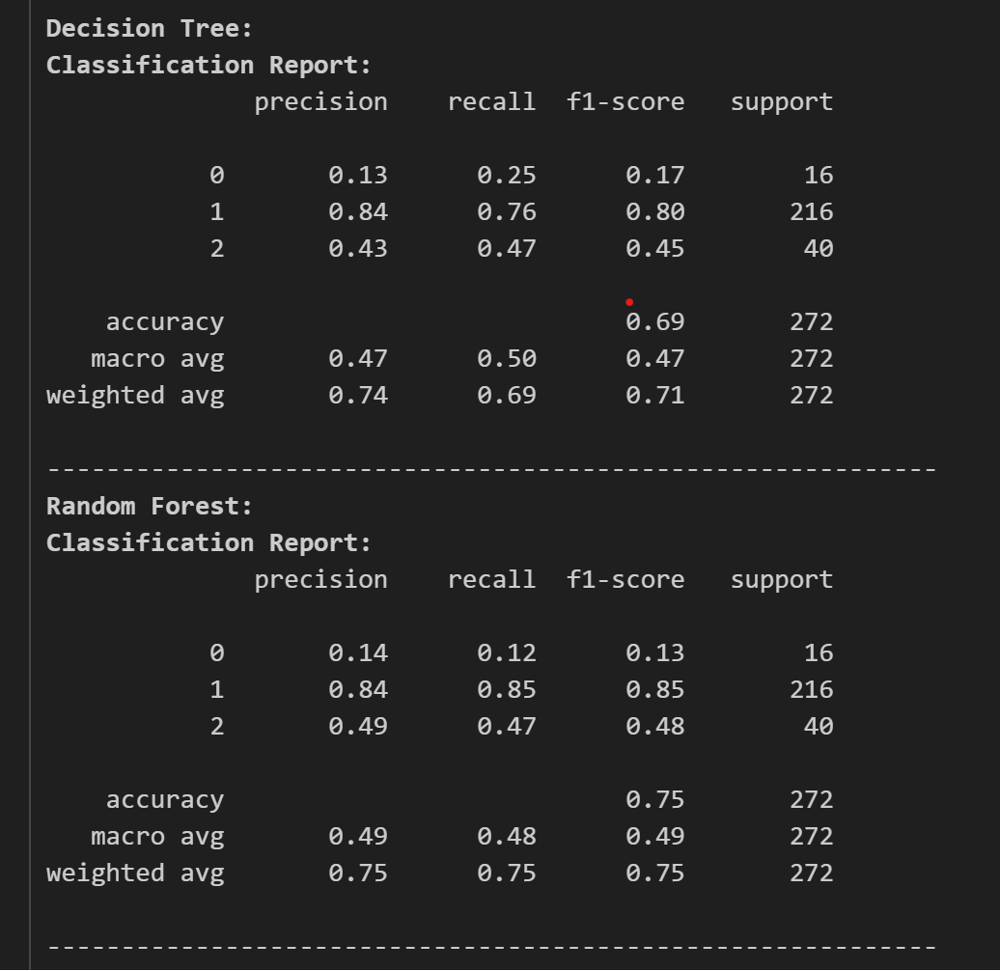 Decision Tree:
Classification Report:
              precision    recall  f1-score   support

           0       0.13      0.25      0.17        16
           1       0.84      0.76      0.80       216
           2       0.43      0.47      0.45        40

    accuracy                           0.69       272
   macro avg       0.47      0.50      0.47       272
weighted avg       0.74      0.69      0.71       272

------------------------------------------------------------
Random Forest:
Classification Report:
              precision    recall  f1-score   support

           0       0.14      0.12      0.13        16
           1       0.84      0.85      0.85       216
           2       0.49      0.47      0.48        40

    accuracy                           0.75       272
   macro avg       0.49      0.48      0.49       272
weighted avg       0.75      0.75      0.75       272

------------------------------------------------------------